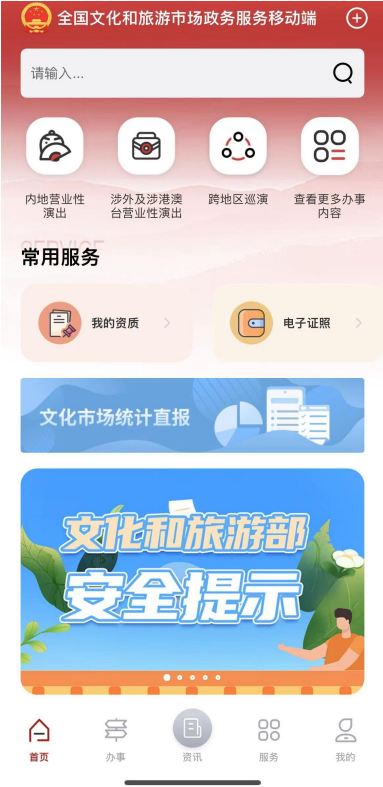 全国文化和旅游市场政务服务移动端
请输入...
内地营业性
演出
涉外及涉港澳
台营业性演出
跨地区巡演
查看更多办事
内容
SERVICE
常用服务
我的资质
电子证照
文化市场统计直报
文化和旅游部
安全提示
首页
办事
资讯
服务
我的